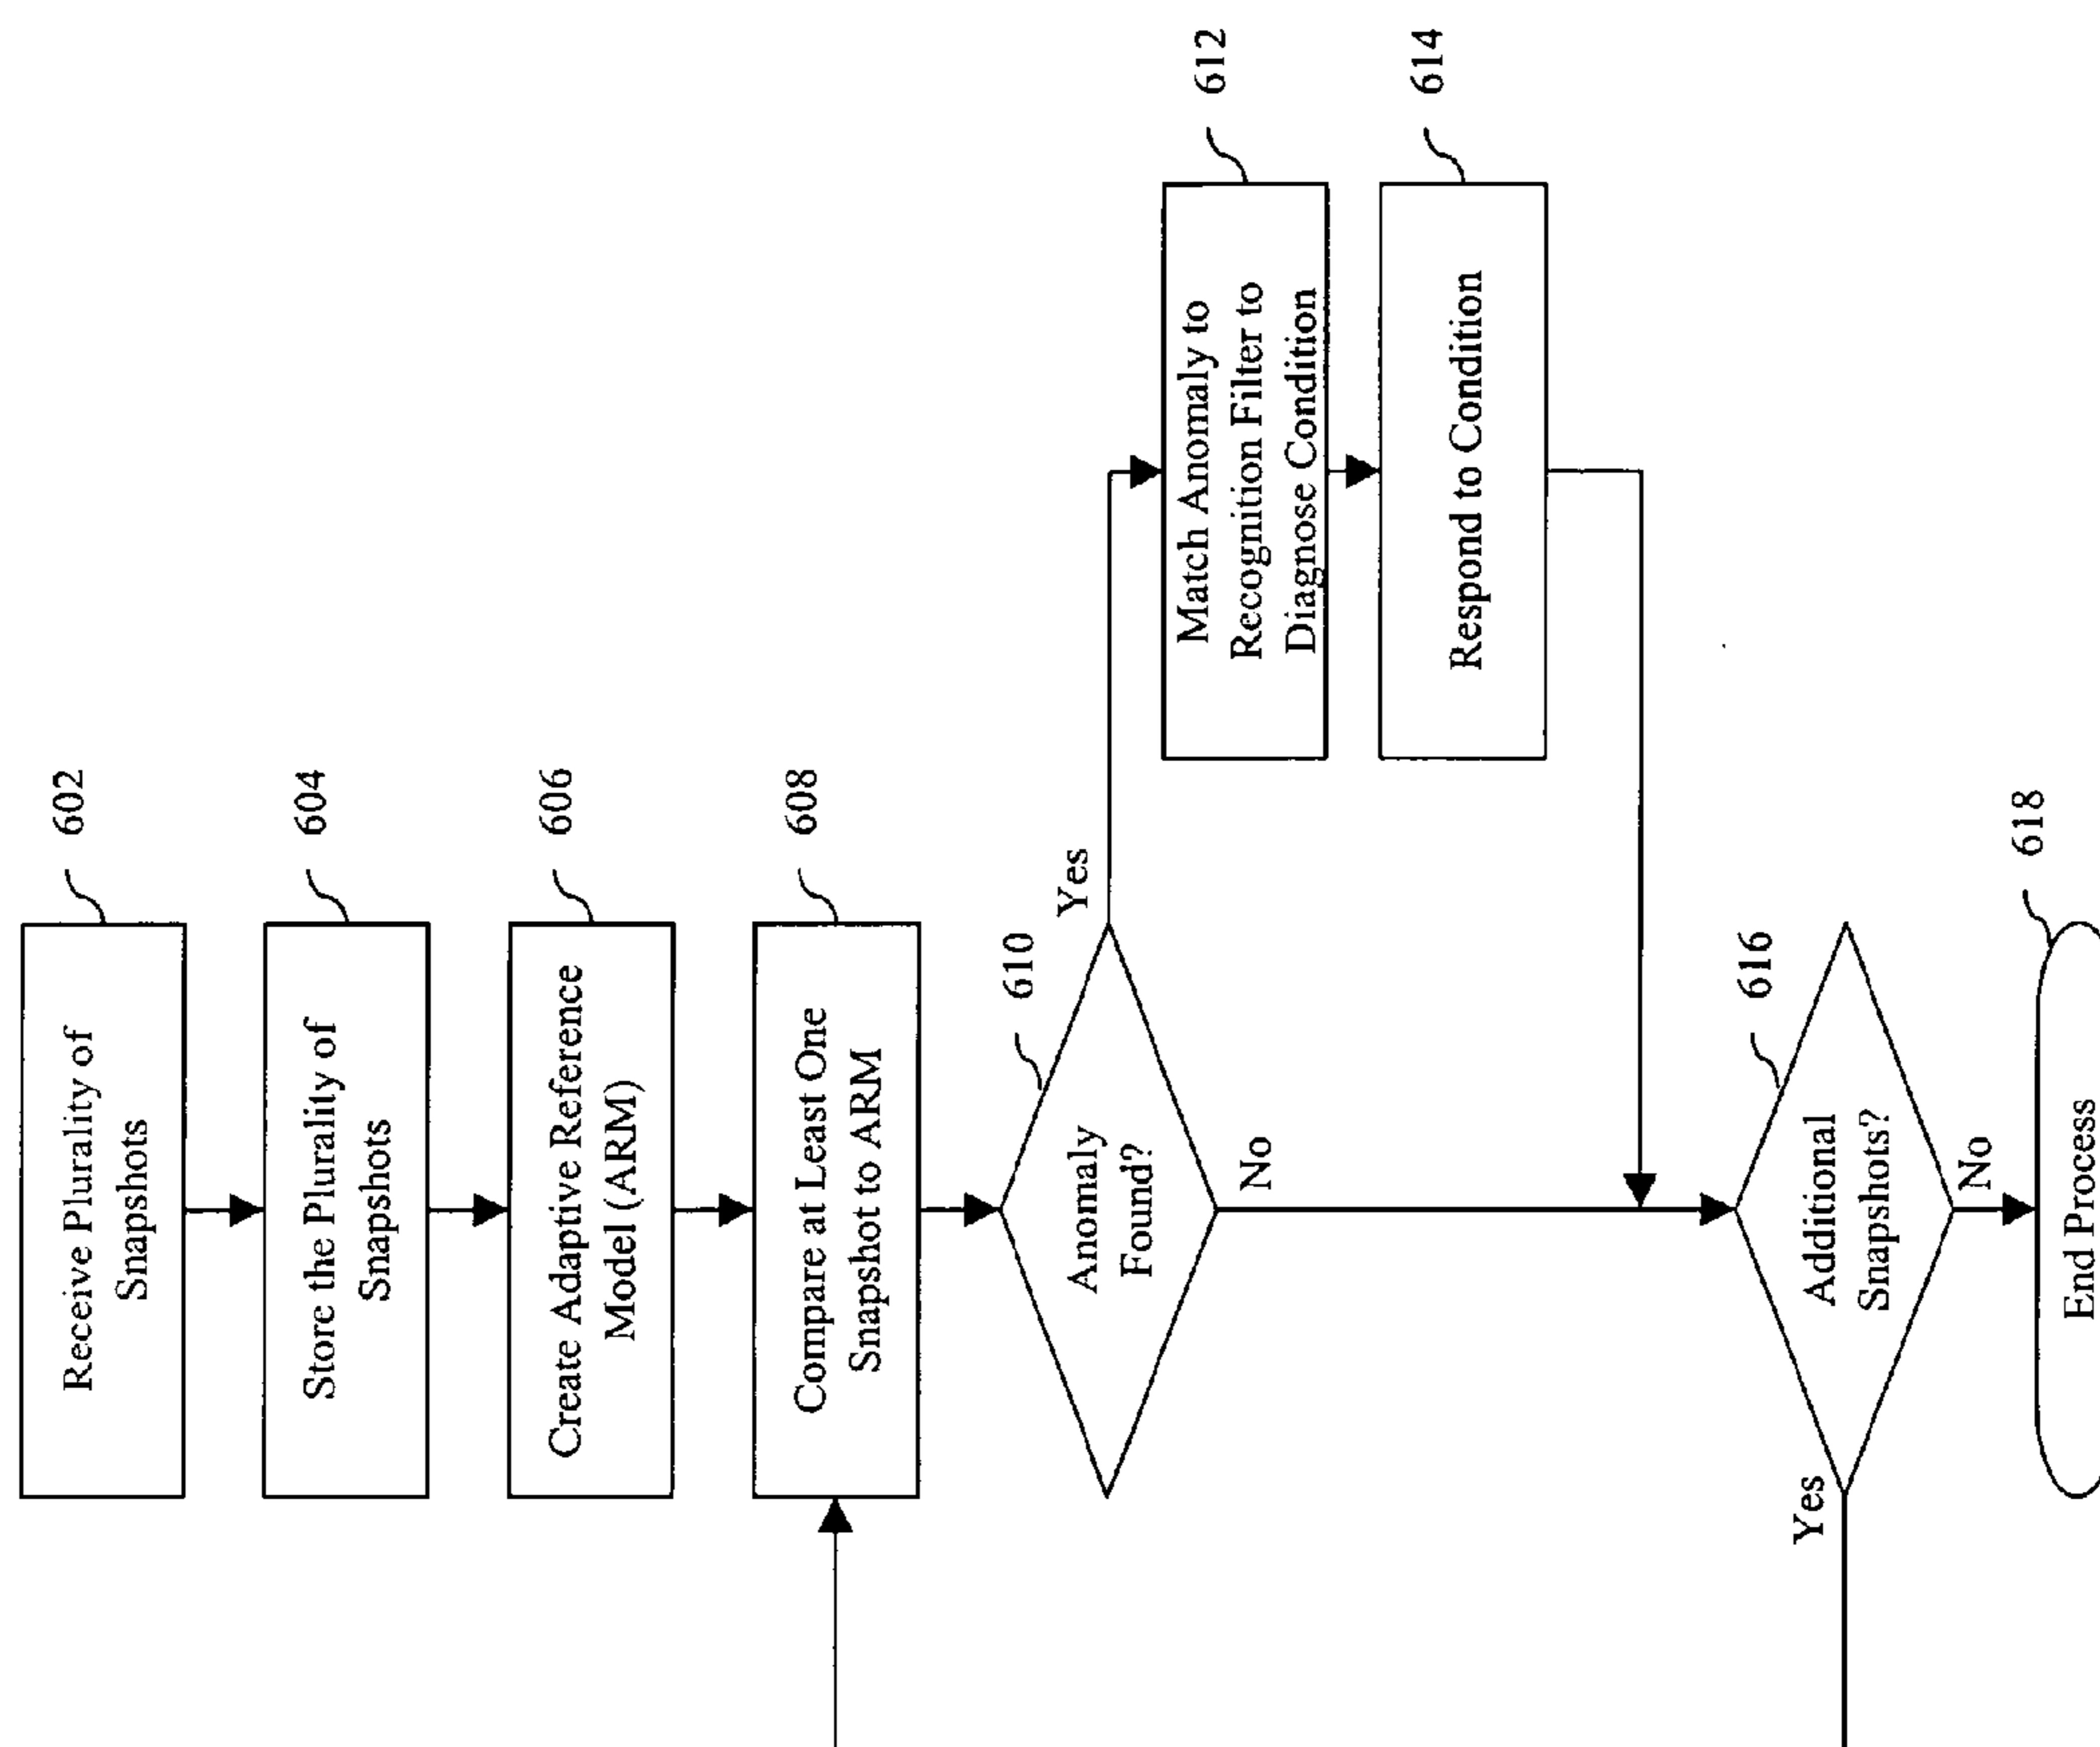 Receive Plurality of
Snapshots
602
Store the Plurality of
Snapshots
604
Create Adaptive Reference
Model (ARM)
606
Compare at Least One
Snapshot to ARM
608
Anomaly
Found?
610
Yes
No
Match Anomaly to
Recognition Filter to
Diagnose Condition
612
Respond to Condition
614
Additional
Snapshots?
616
Yes
No
End Process
618